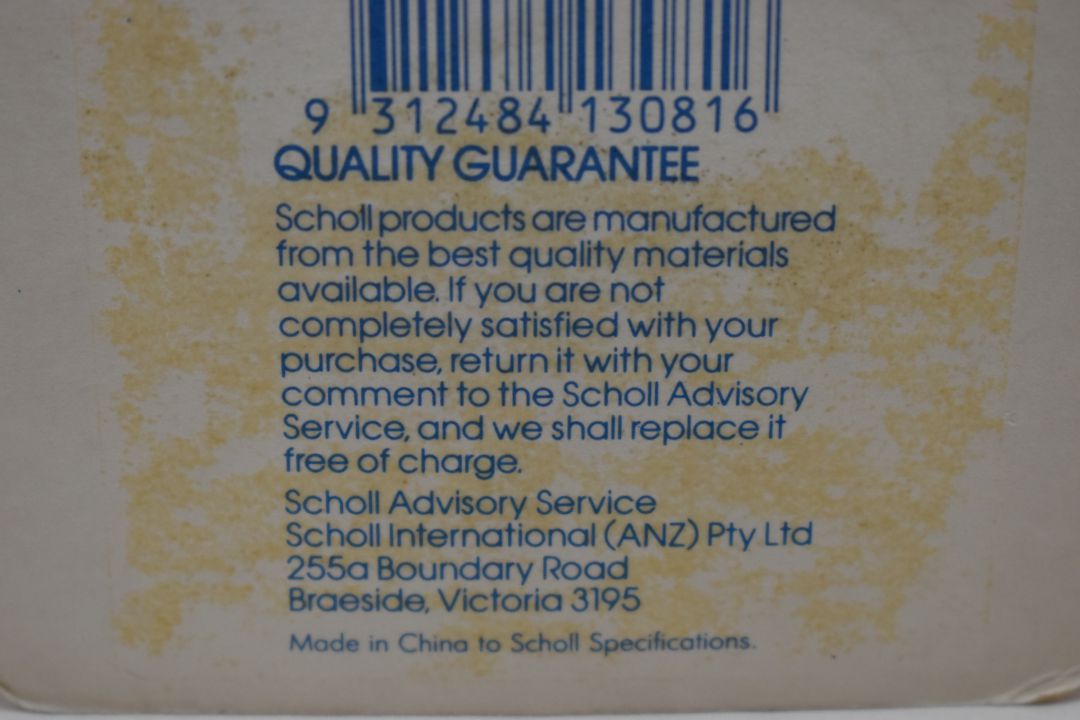 9 312484 130816
QUALITY GUARANTEE
Scholl products are manufactured
from the best quality materials
available. If you are not
completely satisfied with your
purchase, return it with your
comment to the Scholl Advisory
Service, and we shall replace it
free of charge.
Scholl Advisory Service
Scholl International (ANZ) Pty Ltd
255a Boundary Road
Braeside, Victoria 3195
Made in China to Scholl Specifications.